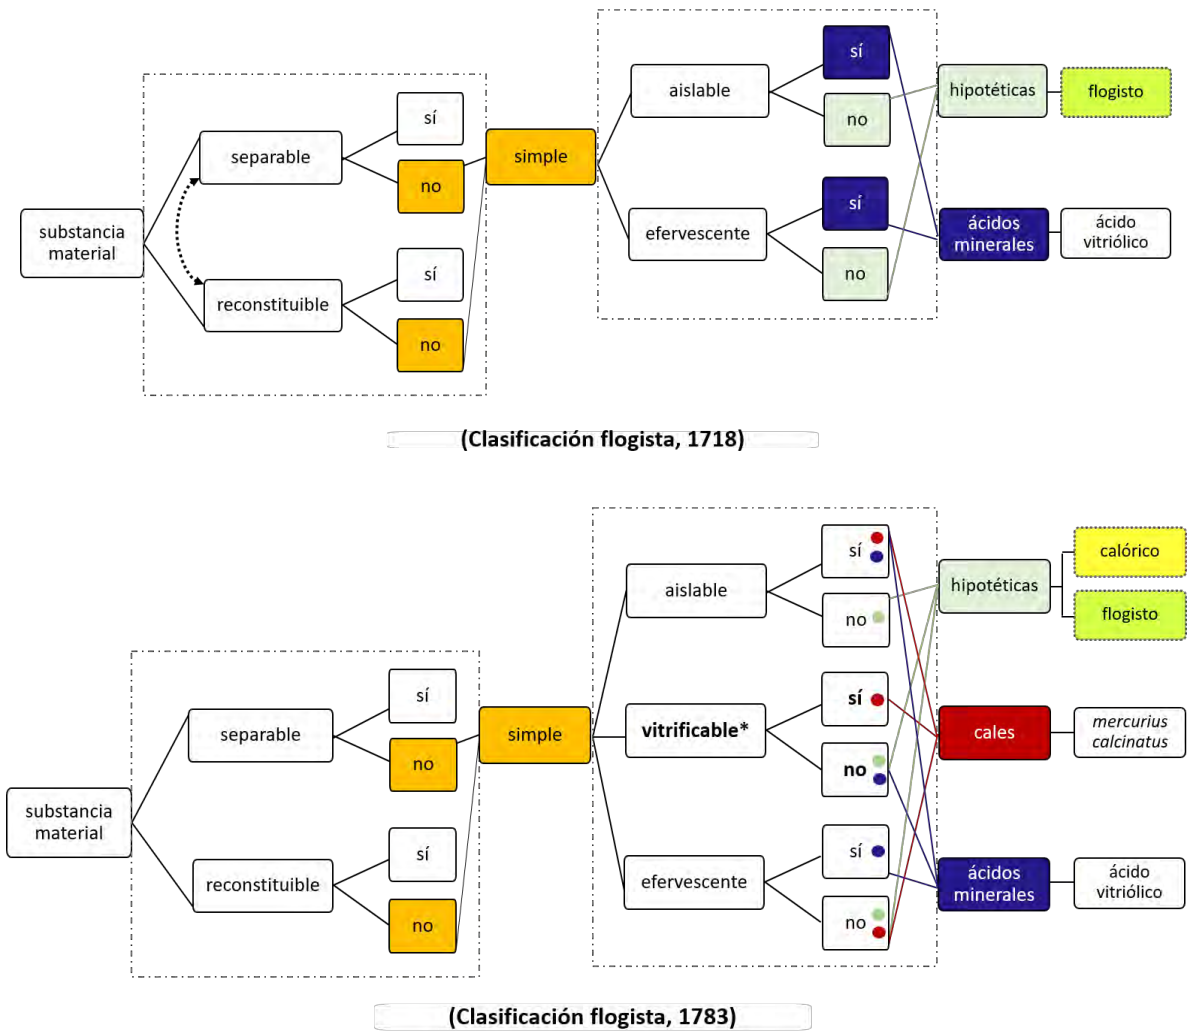 substancia
material
separable
sí
no
reconstituible
sí
no
simple
aislable
sí
no
efervescente
sí
no
hipotéticas
flogisto
ácidos
minerales
ácido
vitriólico
(Clasificación flogista, 1718)
substancia
material
separable
sí
no
reconstituible
sí
no
simple
aislable
sí
no
vitrificable*
sí
no
efervescente
sí
no
hipotéticas
calórico
flogisto
cales
mercurius
calcinatus
ácidos
minerales
ácido
vitriólico
(Clasificación flogista, 1783)